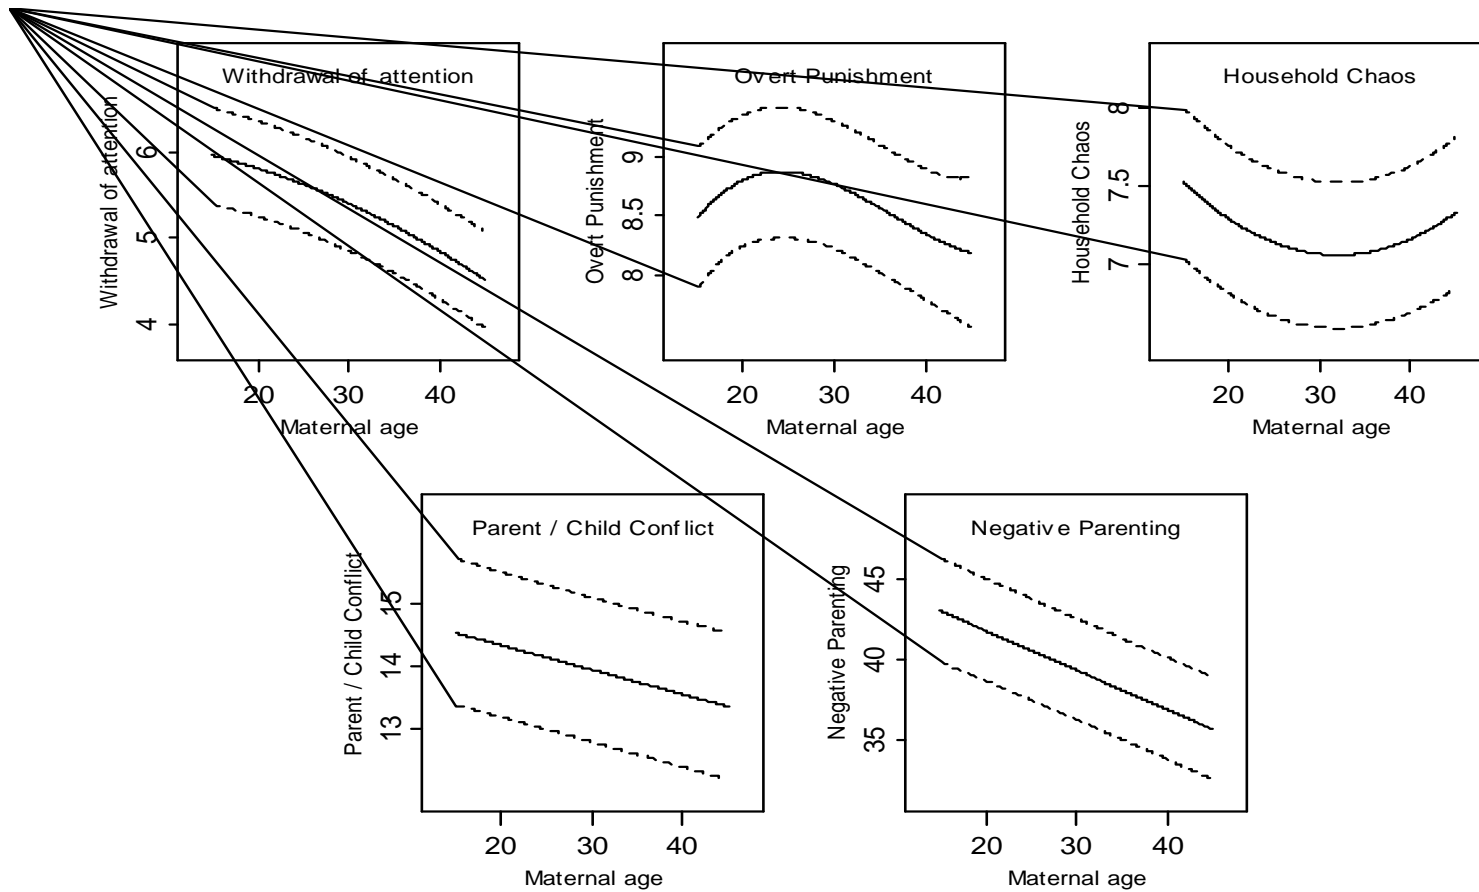 Withdrawal of attention
Withdrawal of attention
6
5
4
20 30 40
Maternal age
Overt Punishment
Overt Punishment
9
8.5
8
20 30 40
Maternal age
Household Chaos
Household Chaos
8
7.5
7
20 30 40
Maternal age
Parent / Child Conflict
Parent / Child Conflict
15
14
13
20 30 40
Maternal age
Negative Parenting
Negative Parenting
45
40
35
20 30 40
Maternal age